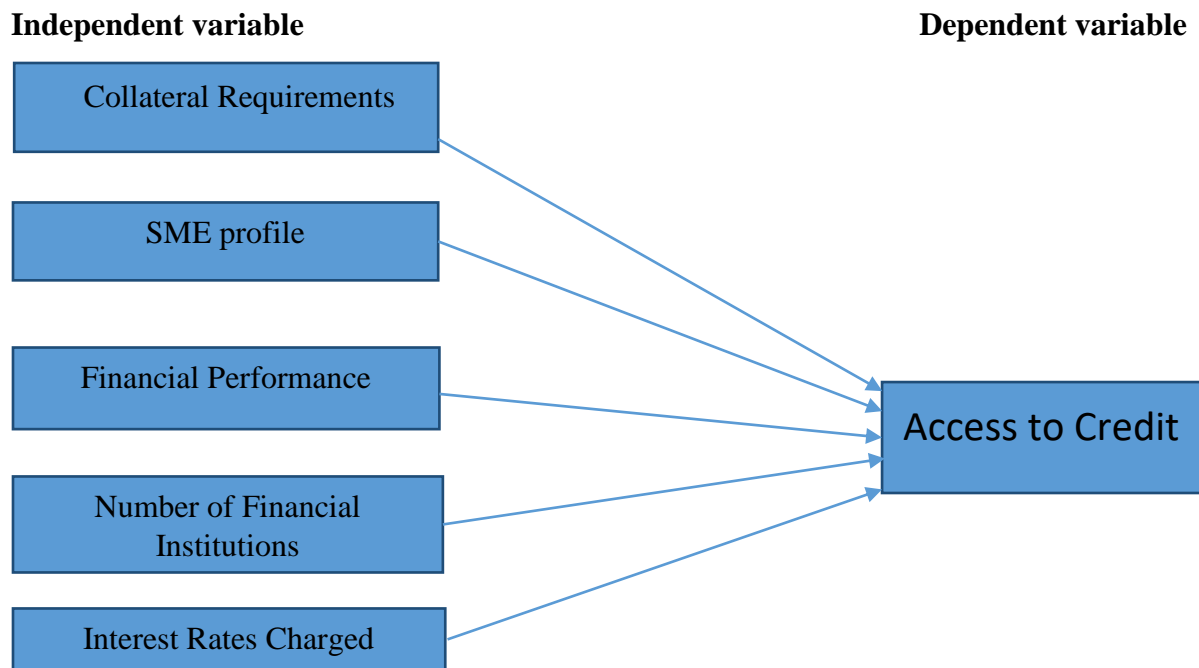 Independent variable
Dependent variable
Collateral Requirements
SME profile
Financial Performance
Number of Financial
Institutions
Interest Rates Charged
Access to Credit